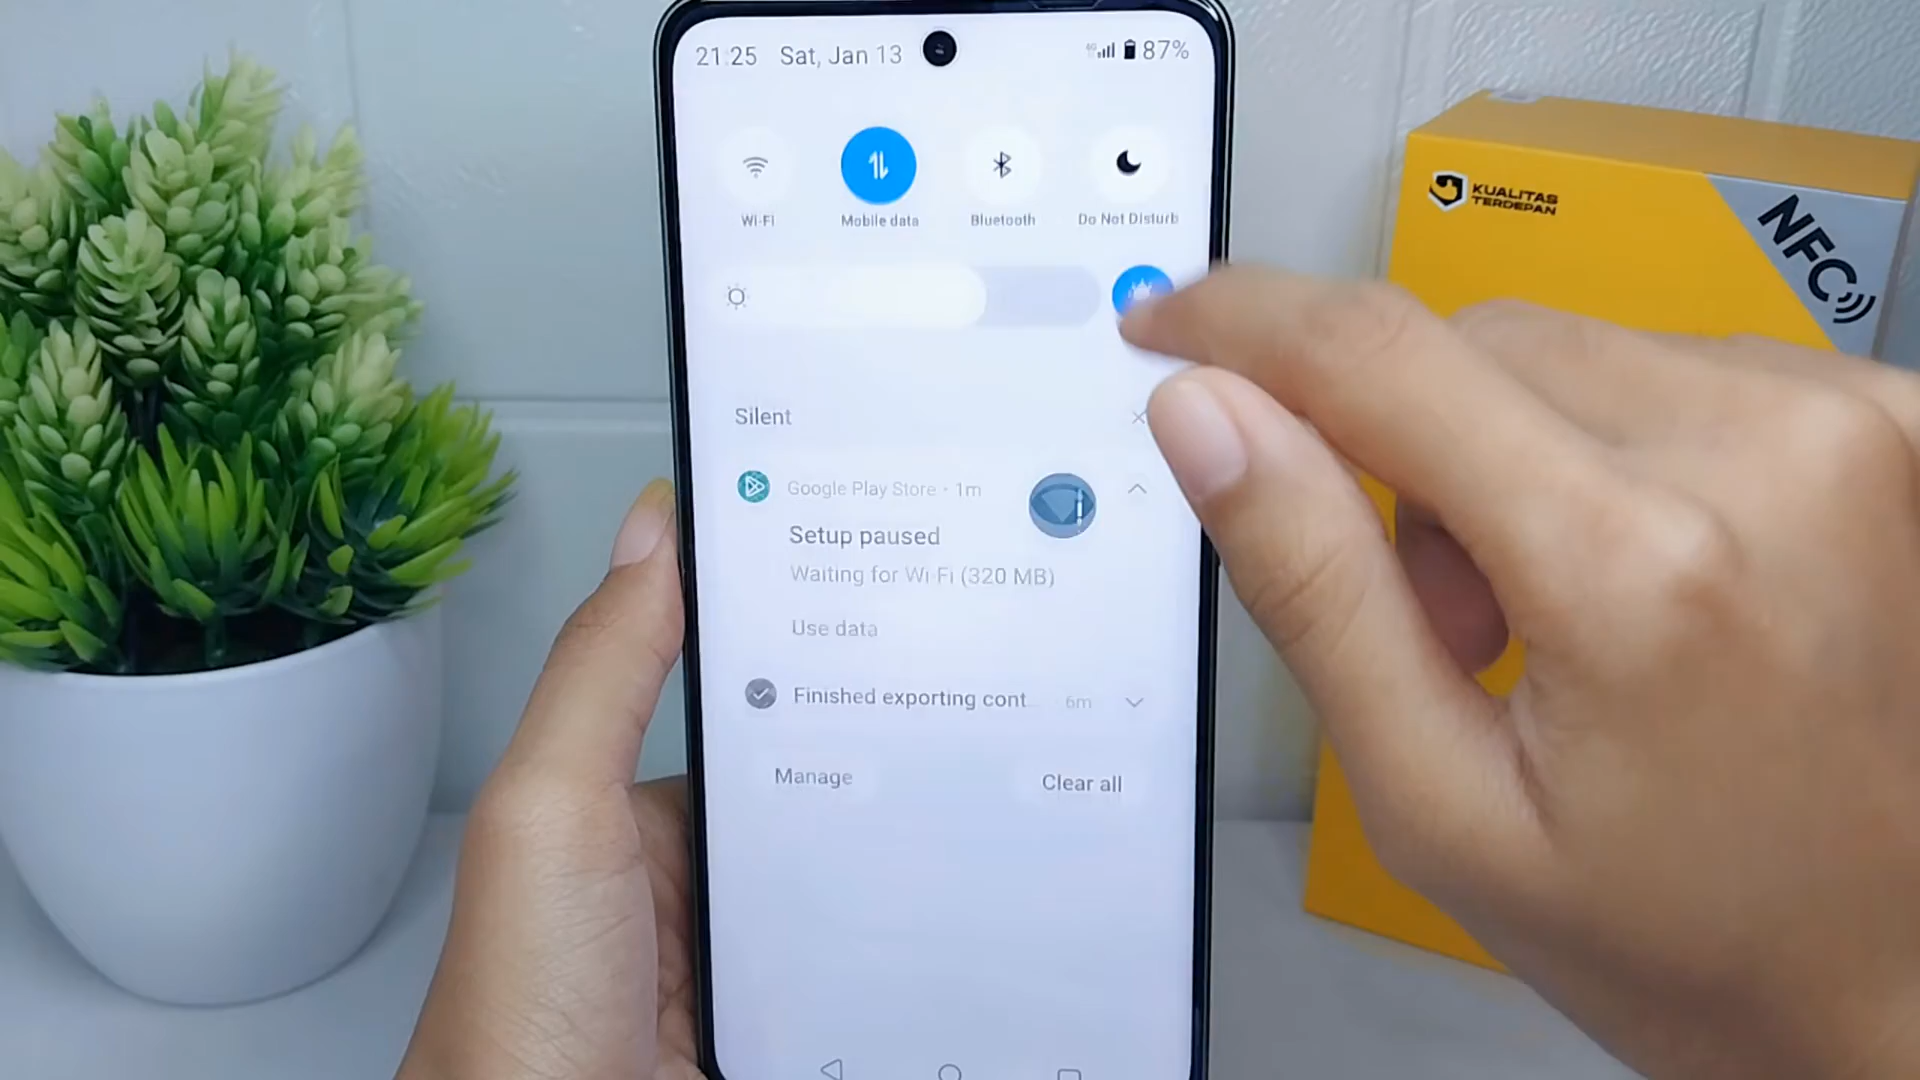 21:25 Sat, Jan 13
4G 87%
Wi-Fi
Mobile data
Bluetooth
Do Not Disturb
Silent
Google Play Store · 1m
Setup paused
Waiting for Wi-Fi (320 MB)
Use data
Finished exporting cont... 6m
Manage
Clear all
KUALITAS
TERDEPAN
NFC